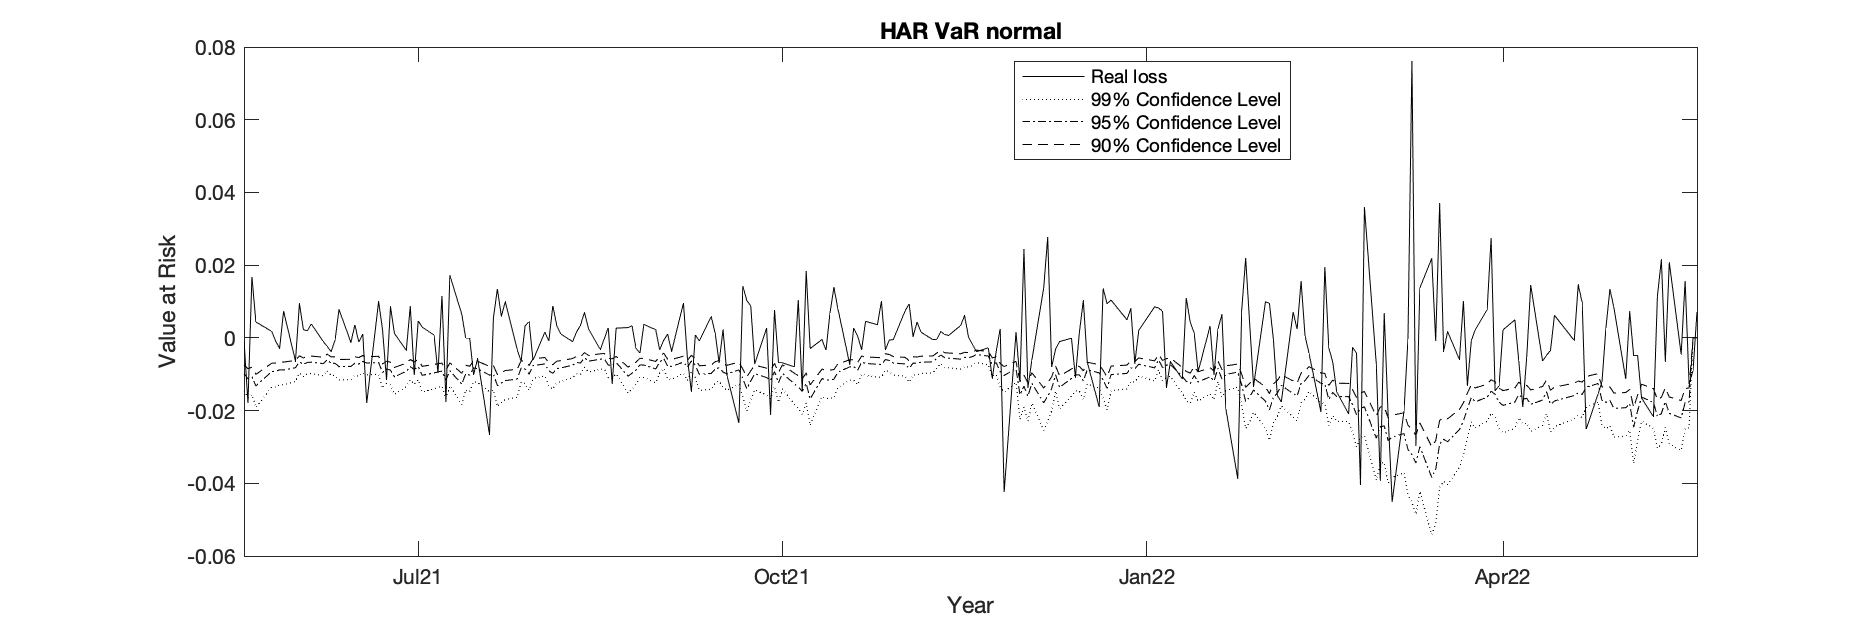 HAR VaR normal
0.08
0.06
0.04
0.02
0
-0.02
-0.04
-0.06
Value at Risk
Real loss
99% Confidence Level
95% Confidence Level
90% Confidence Level
Jul21 Oct21 Jan22 Apr22
Year